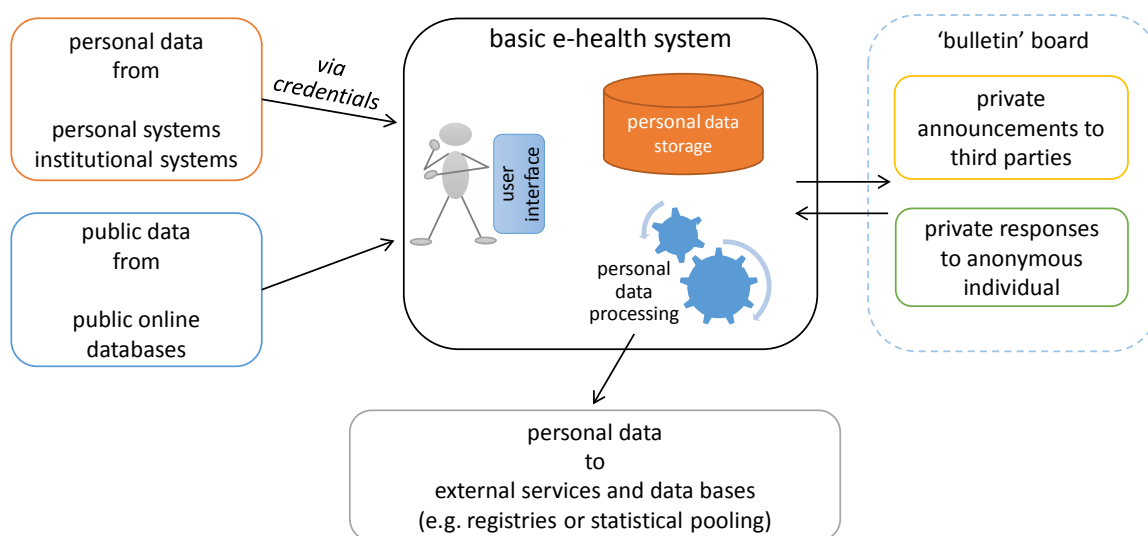 personal data
from
personal systems
institutional systems
via
credentials
public data
from
public online
databases
basic e-health system
user
interface
personal data
storage
personal
data
processing
‘bulletin’ board
private
announcements to
third parties
private responses
to anonymous
individual
personal data
to
external services and data bases
(e.g. registries or statistical pooling)